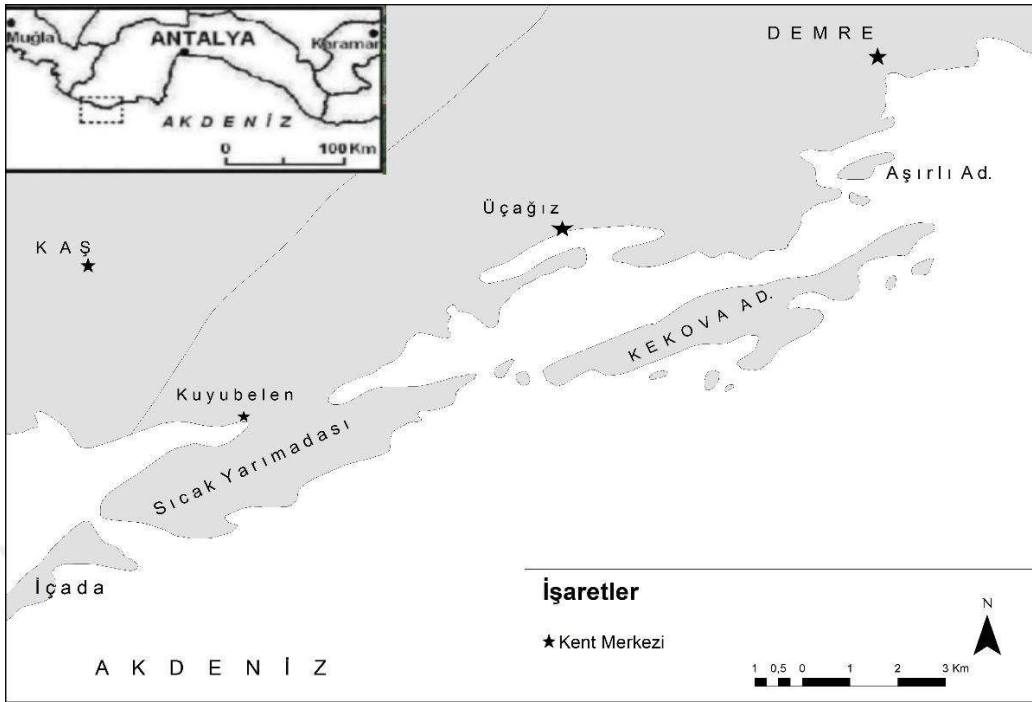 Muğla
ANTALYA
Karaman
AKDENİZ
0 100 Km
DEMRE
Aşırlı Ad.
Üçağız
KAŞ
KEKOVA AD.
Kuyubelen
Sıcak Yarımadası
İçada
AKDENİZ
İşaretler
Kent Merkezi
N
1 0,5 0 1 2 3 Km